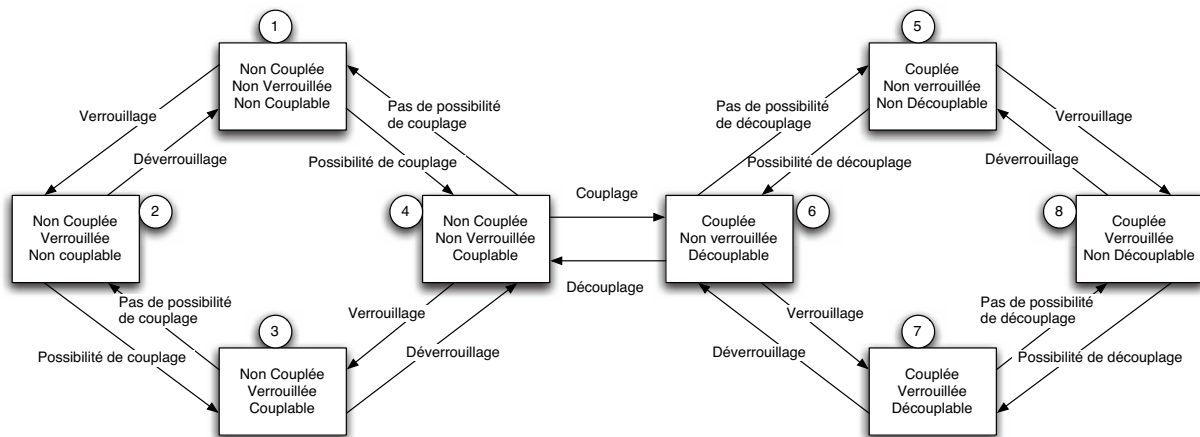 1
Non Couplée
Non Verrouillée
Non Couplable
Verrouillage
Déverrouillage
Pas de possibilité
de couplage
Possibilité de couplage
2
Non Couplée
Verrouillée
Non couplable
4
Non Couplée
Non Verrouillée
Couplable
Pas de possibilité
de couplage
Possibilité de couplage
Verrouillage
Déverrouillage
3
Non Couplée
Verrouillée
Couplable
Couplage
Découplage
5
Couplée
Non verrouillée
Non Découplable
Pas de possibilité
de découplage
Possibilité de découplage
Verrouillage
Déverrouillage
6
Couplée
Non verrouillée
Découplable
8
Couplée
Verrouillée
Non Découplable
Verrouillage
Déverrouillage
Pas de possibilité
de découplage
Possibilité de découplage
7
Couplée
Verrouillée
Découplable